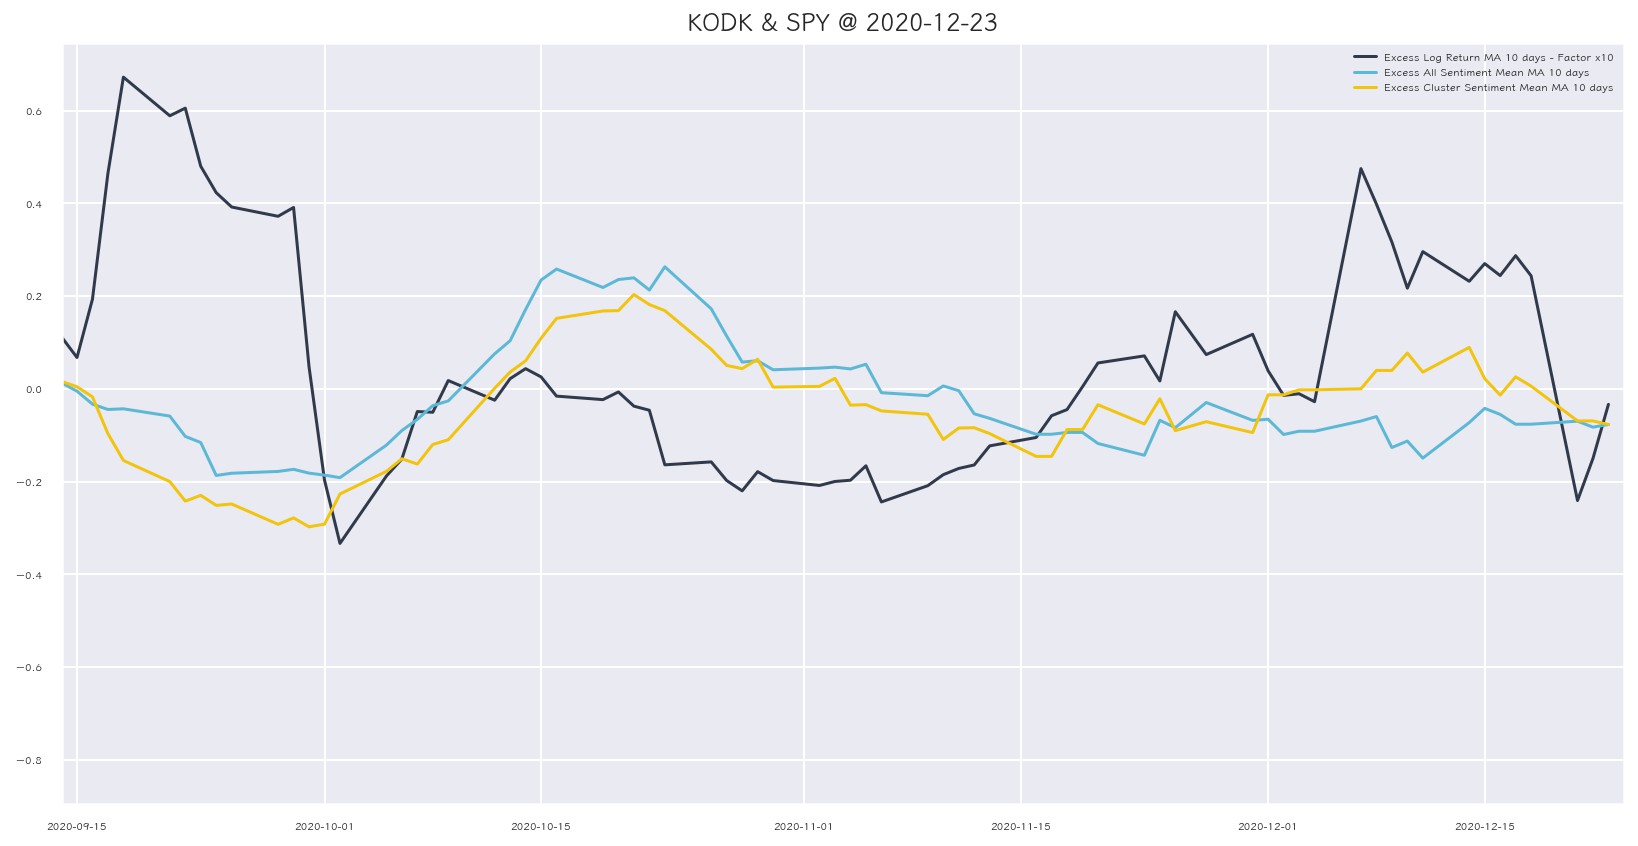 KODK & SPY @ 2020-12-23
Excess Log Return MA 10 days - Factor x10
Excess All Sentiment Mean MA 10 days
Excess Cluster Sentiment Mean MA 10 days
0.6
0.4
0.2
0.0
−0.2
−0.4
−0.6
−0.8
2020-09-15 2020-10-01 2020-10-15 2020-11-01 2020-11-15 2020-12-01 2020-12-15